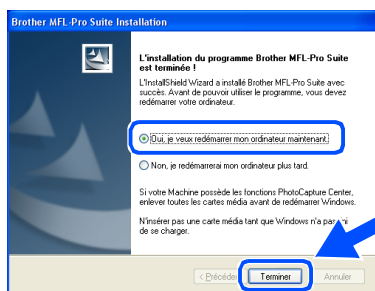 Brother MFL-Pro Suite Installation
L'installation du programme Brother MFL-Pro Suite
est terminée !
L'InstallShield Wizard a installé Brother MFL-Pro Suite avec
succès. Avant de pouvoir utiliser le programme, vous devez
redémarrer votre ordinateur.
Oui, je veux redémarrer mon ordinateur maintenant.
Non, je redémarrerai mon ordinateur plus tard.
Si votre Machine possède les fonctions PhotoCapture Center,
enlever toutes les cartes média avant de redémarrer Windows.
N'insérer pas une carte média tant que Windows n'a pas
de se charger.
< Précéden Terminer Annuler